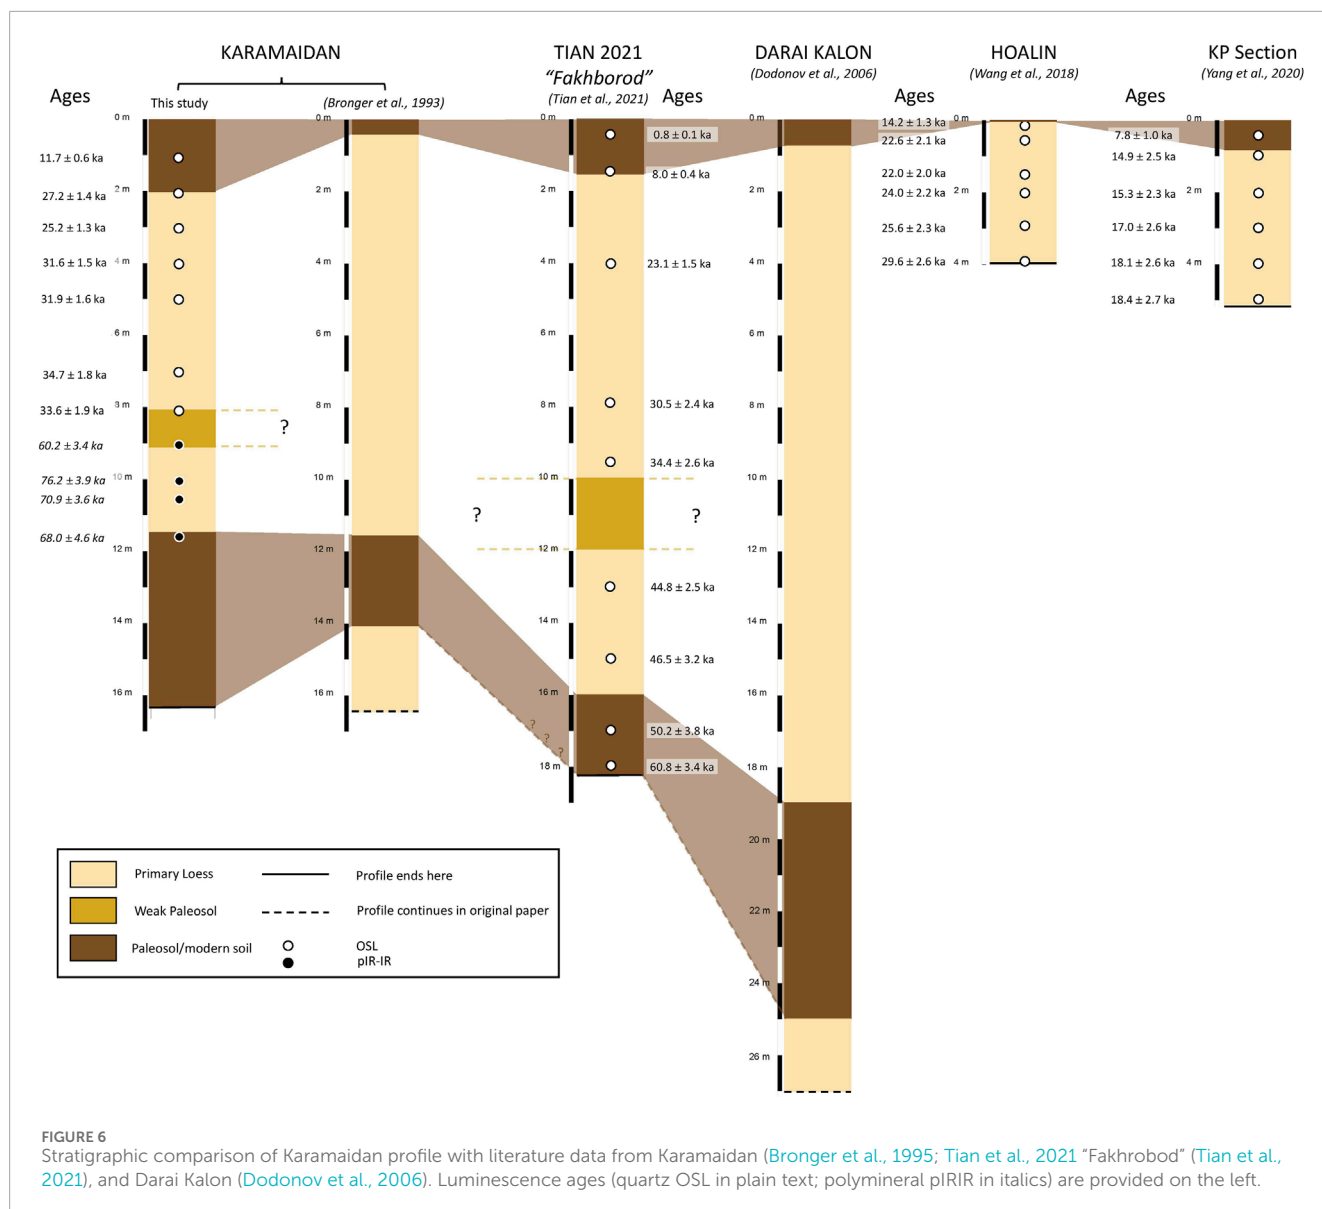 KARAMAIDAN
TIAN 2021
DARAI KALON
HOALIN
KP Section
"Fakhborod"
(Dodonov et al., 2006)
(Wang et al., 2018)
(Yang et al., 2020)
Ages
This study
(Bronger et al., 1993)
(Tian et al., 2021)
Ages
Ages
Ages
0 m
2 m
4 m
6 m
8 m
10 m
12 m
14 m
16 m
11.7 ± 0.6 ka
27.2 ± 1.4 ka
25.2 ± 1.3 ka
31.6 ± 1.5 ka
31.9 ± 1.6 ka
34.7 ± 1.8 ka
33.6 ± 1.9 ka
60.2 ± 3.4 ka
76.2 ± 3.9 ka
70.9 ± 3.6 ka
68.0 ± 4.6 ka
?
0 m
2 m
4 m
6 m
8 m
10 m
12 m
14 m
16 m
?
?
?
?
0 m
2 m
4 m
6 m
8 m
10 m
12 m
14 m
16 m
18 m
0.8 ± 0.1 ka
8.0 ± 0.4 ka
23.1 ± 1.5 ka
30.5 ± 2.4 ka
34.4 ± 2.6 ka
?
44.8 ± 2.5 ka
46.5 ± 3.2 ka
50.2 ± 3.8 ka
60.8 ± 3.4 ka
0 m
2 m
4 m
6 m
8 m
10 m
12 m
14 m
16 m
18 m
20 m
22 m
24 m
26 m
14.2 ± 1.3 ka
22.6 ± 2.1 ka
22.0 ± 2.0 ka
24.0 ± 2.2 ka
25.6 ± 2.3 ka
29.6 ± 2.6 ka
0 m
2 m
4 m
7.8 ± 1.0 ka
14.9 ± 2.5 ka
15.3 ± 2.3 ka
17.0 ± 2.6 ka
18.1 ± 2.6 ka
18.4 ± 2.7 ka
0 m
2 m
4 m
Primary Loess
Profile ends here
Weak Paleosol
Profile continues in original paper
Paleosol/modern soil
OSL
pIR-IR
FIGURE 6
Stratigraphic comparison of Karamaidan profile with literature data from Karamaidan (Bronger et al., 1995; Tian et al., 2021 "Fakhrobod" (Tian et al.,
2021), and Darai Kalon (Dodonov et al., 2006). Luminescence ages (quartz OSL in plain text; polymineral pIRIR in italics) are provided on the left.